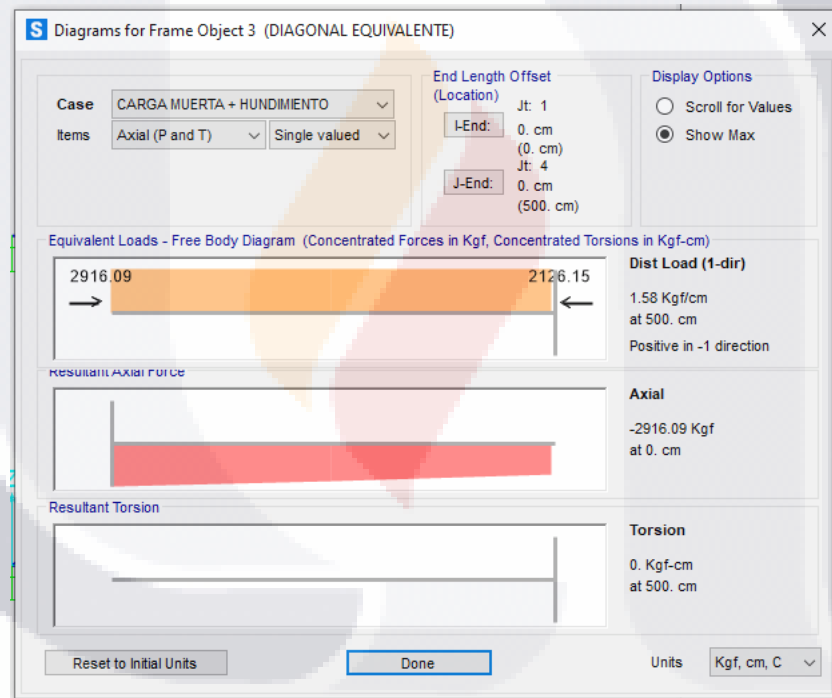 S Diagrams for Frame Object 3 (DIAGONAL EQUIVALENTE)
Case CARGA MUERTA + HUNDIMIENTO
Items Axial (P and T) Single valued
End Length Offset
(Location)
Jt: 1
I-End: 0. cm
(0. cm)
Jt: 4
J-End: 0. cm
(500. cm)
Display Options
Scroll for Values
Show Max
Equivalent Loads - Free Body Diagram (Concentrated Forces in Kgf, Concentrated Torsions in Kgf-cm)
2916.09 2126.15
Dist Load (1-dir)
1.58 Kgf/cm
at 500. cm
Positive in -1 direction
Resultant Axial Force
Axial
-2916.09 Kgf
at 0. cm
Resultant Torsion
Torsion
0. Kgf-cm
at 500. cm
Reset to Initial Units Done Units Kgf, cm, C